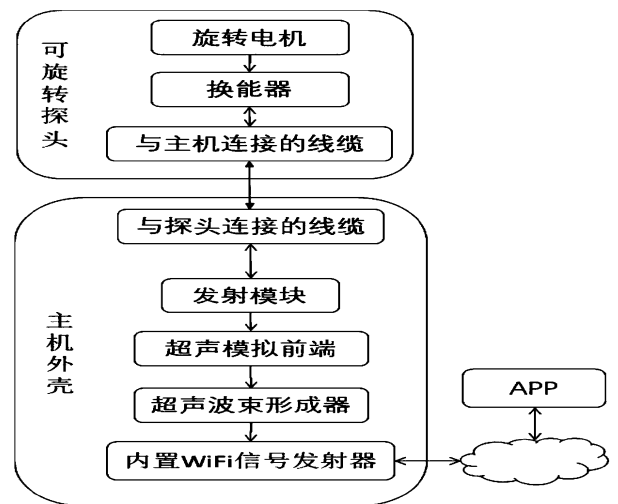 可旋转探头
旋转电机
换能器
与主机连接的线缆
主机外壳
与探头连接的线缆
发射模块
超声模拟前端
超声波束形成器
内置WiFi信号发射器
APP